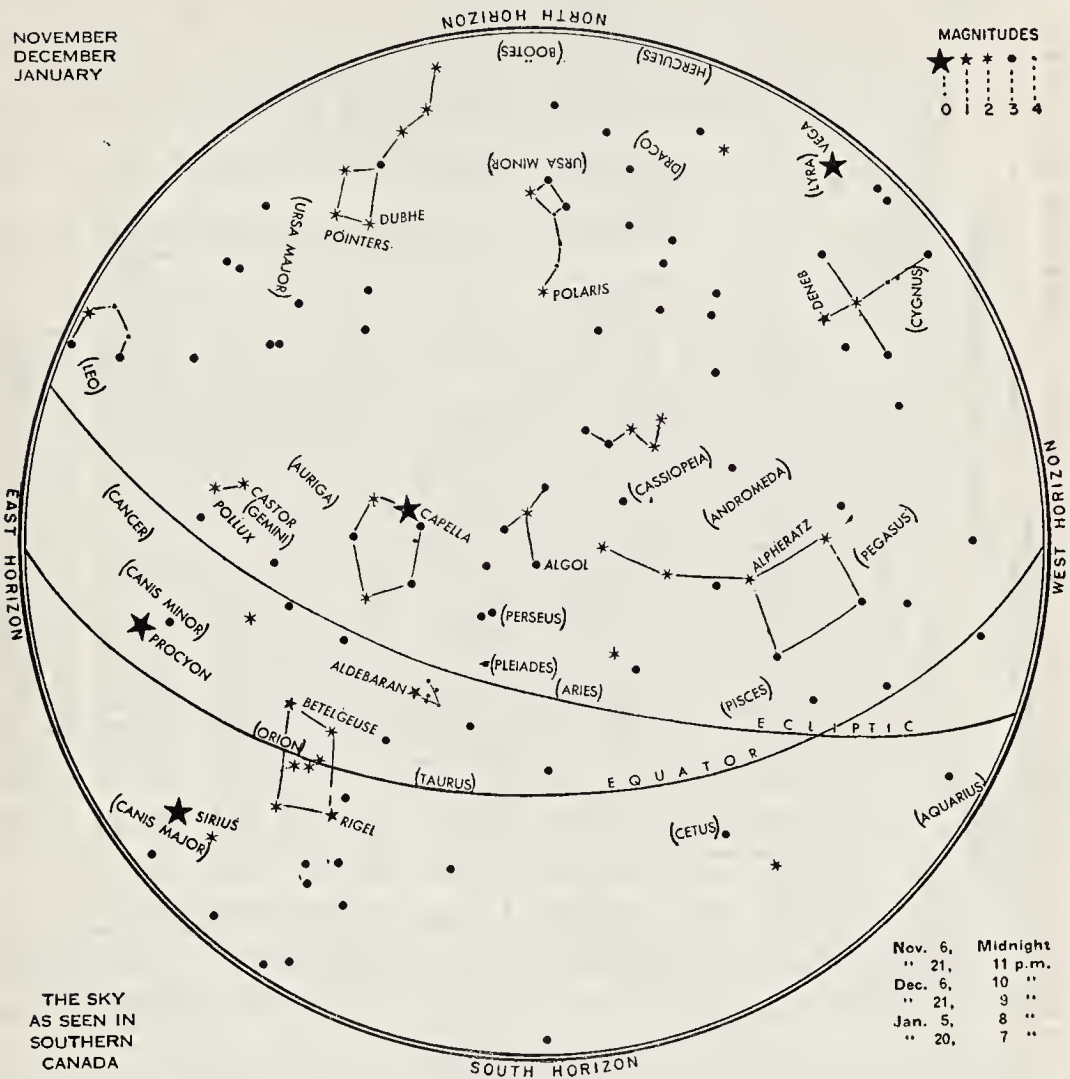 NOVEMBER
DECEMBER
JANUARY
NORTH HORIZON
MAGNITUDES
0 1 2 3 4
(BOÖTES)
(HERCULES)
(DRACO)
(URSA MINOR)
VEGA
(LYRA)
DUBHE
POINTERS
(URSA MAJOR)
POLARIS
DENEB
(CYGNUS)
(LEO)
(CASSIOPEIA)
(ANDROMEDA)
(AURIGA)
CASTOR
(GEMINI)
POLLUX
(CANCER)
CAPELLA
ALGOL
ALPHERATZ
(PEGASUS)
EAST HORIZON
WEST HORIZON
(CANIS MINOR)
PROCYON
(PERSEUS)
(PLEIADES)
ALDEBARAN
(ARIES)
(PISCES)
BETELGEUSE
ECLIPTIC
(ORION)
(TAURUS)
EQUATOR
(AQUARIUS)
SIRIUS
(CANIS MAJOR)
RIGEL
(CETUS)
Nov. 6, Midnight
" 21, 11 p.m.
Dec. 6, 10 "
" 21, 9 "
Jan. 5, 8 "
" 20, 7 "
THE SKY
AS SEEN IN
SOUTHERN
CANADA
SOUTH HORIZON